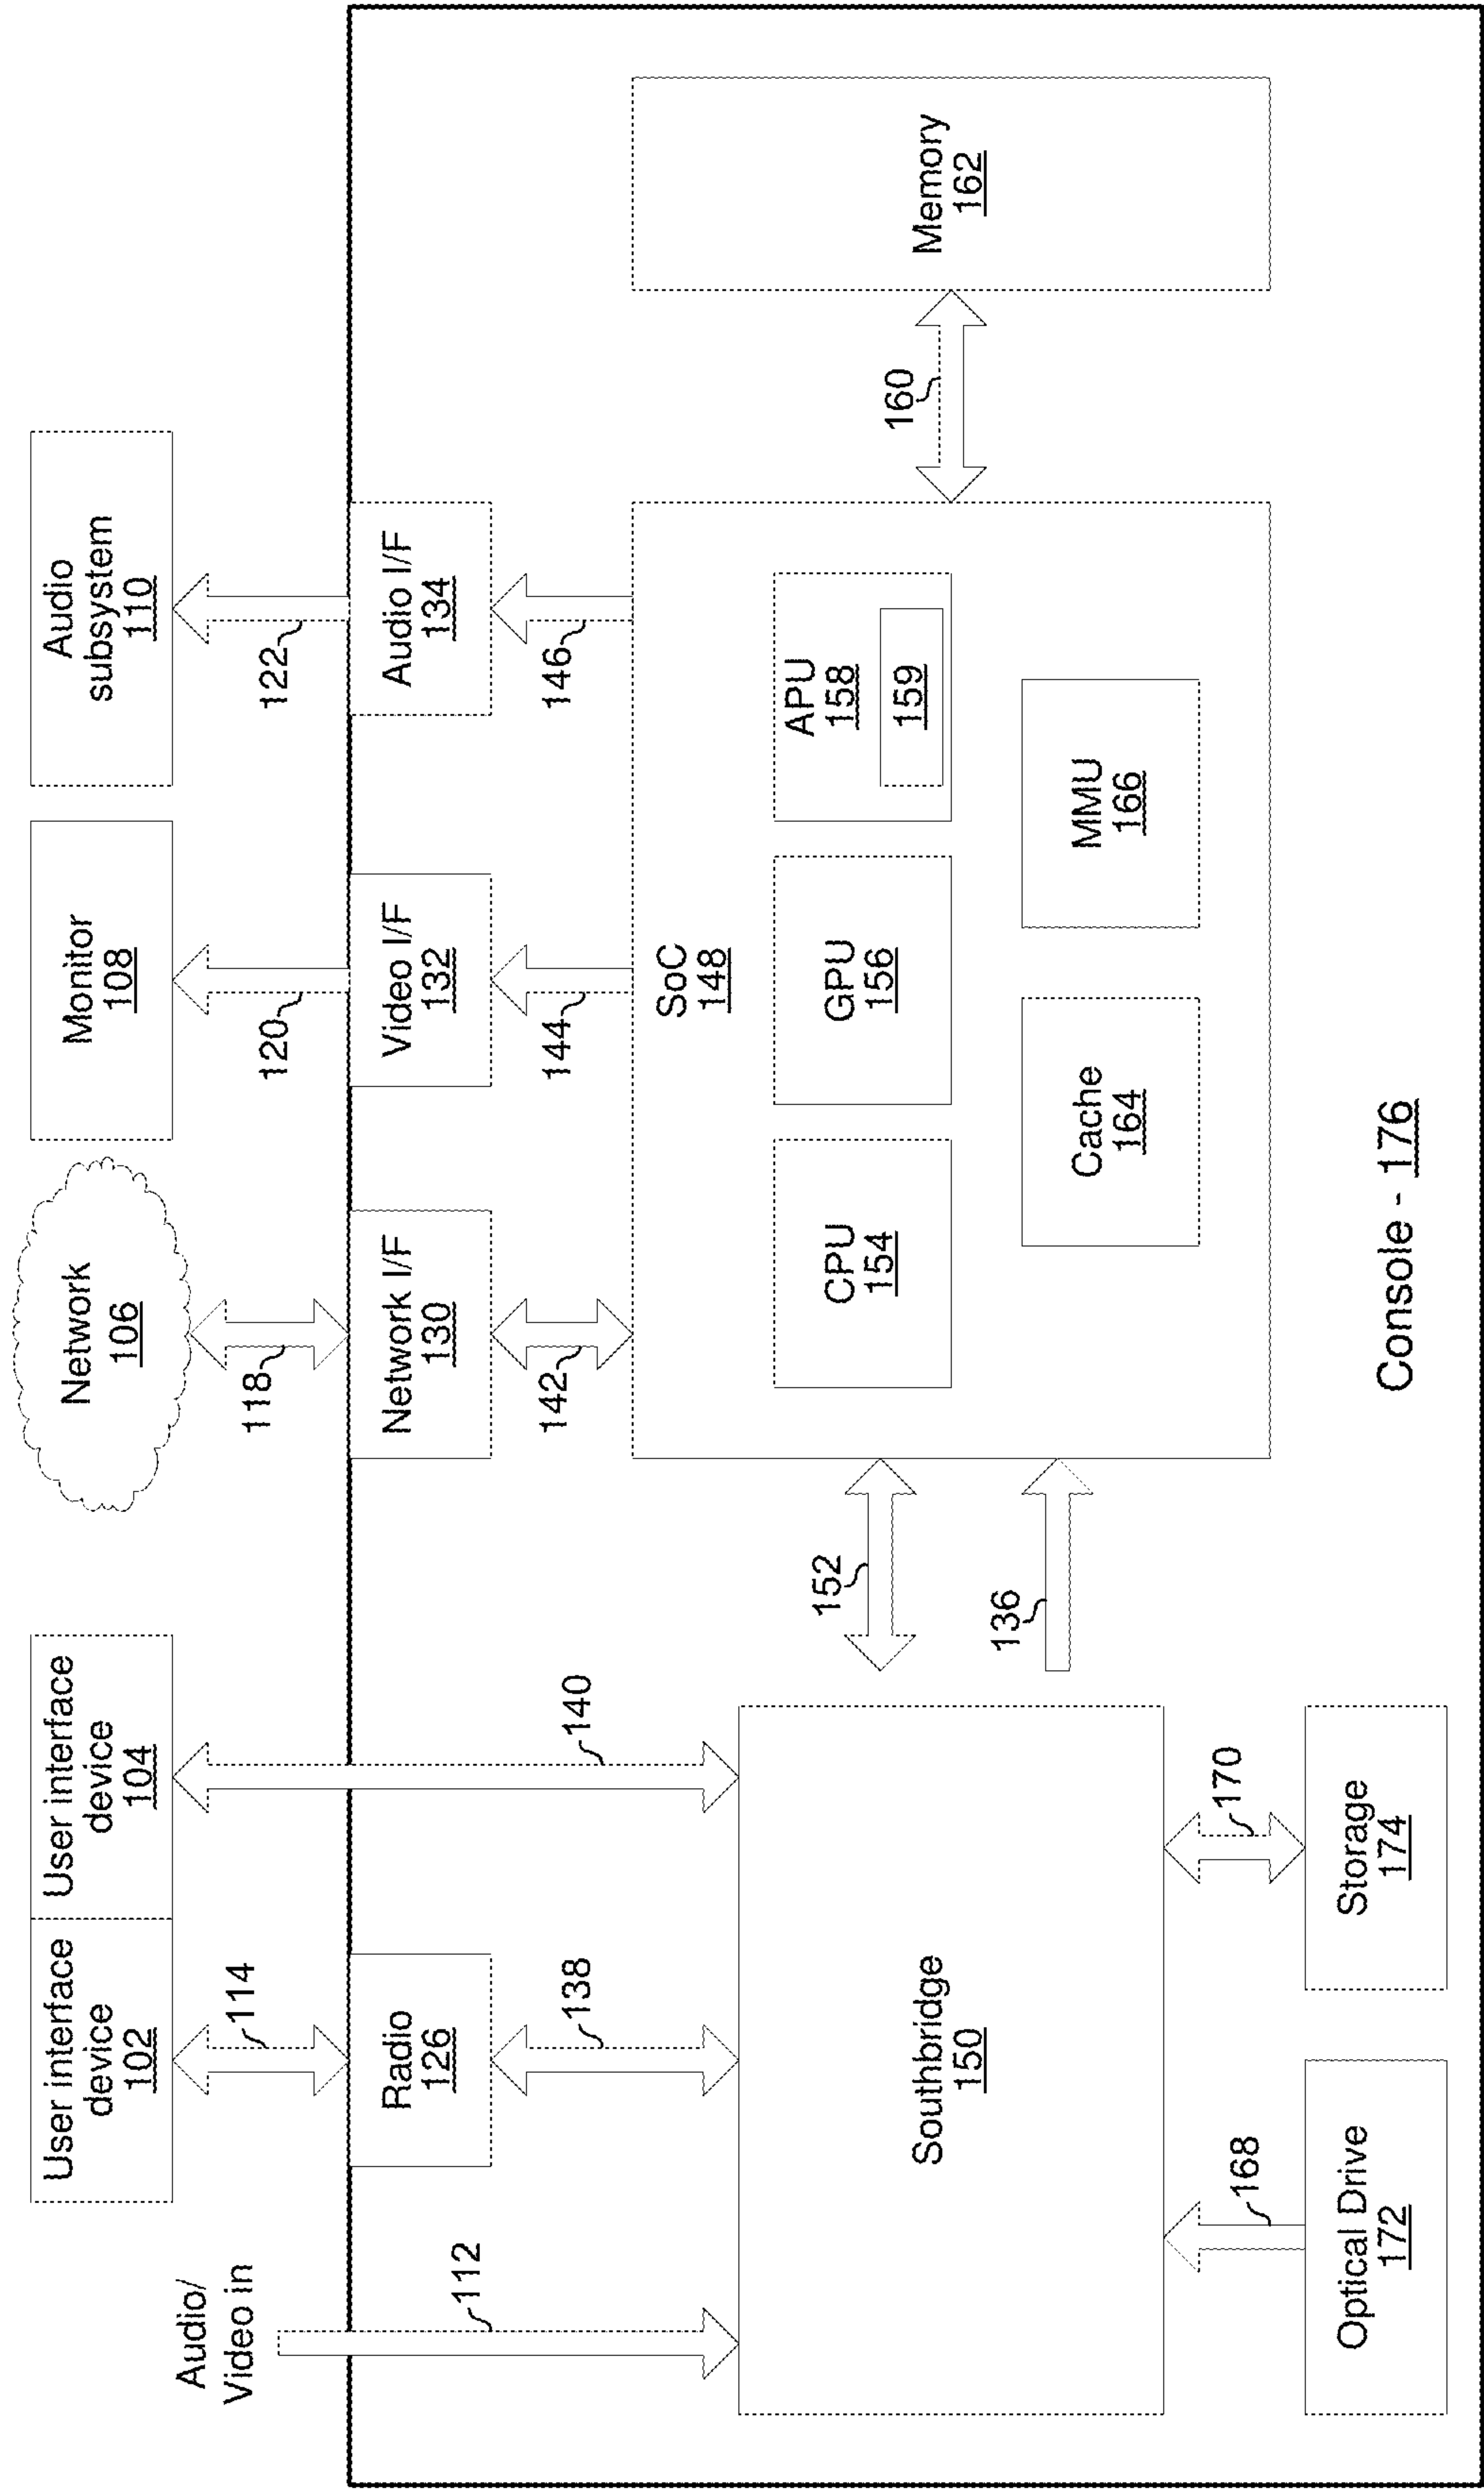 User interface
device
102
User interface
device
104
Network
106
Monitor
108
Audio
subsystem
110
Audio/
Video in
114
118
120
122
Radio
126
Network I/F
130
Video I/F
132
Audio I/F
134
112
138
140
142
144
146
SoC
148
CPU
154
GPU
156
APU
158
159
Cache
164
MMU
166
152
136
160
Memory
162
Southbridge
150
168
170
Optical Drive
172
Storage
174
Console - 176